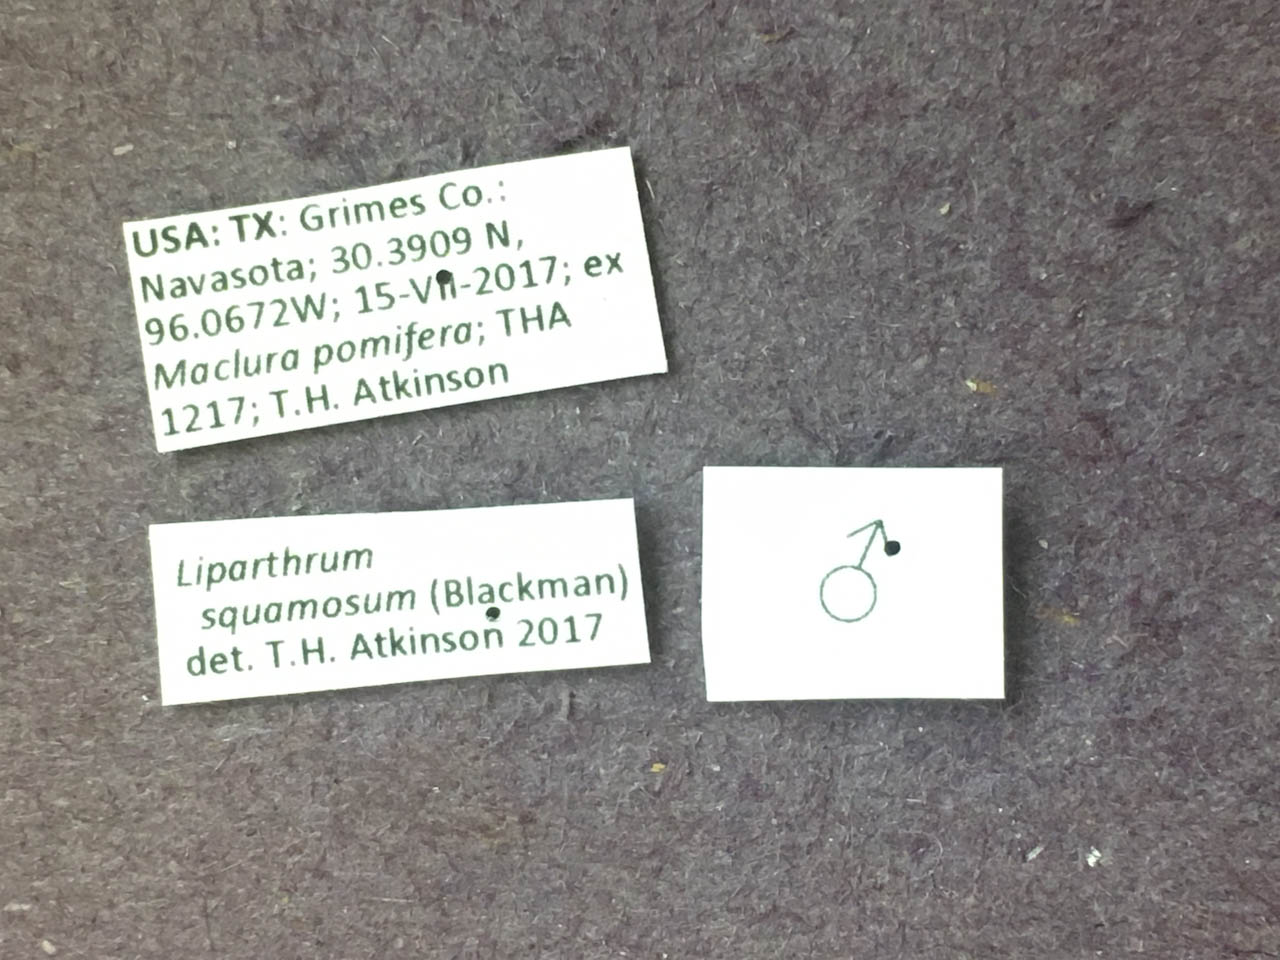 USA: TX: Grimes Co.:
Navasota; 30.3909 N,
96.0672W; 15-VII-2017; ex
Maclura pomifera; THA
1217; T.H. Atkinson
Liparthrum
squamosum (Blackman)
det. T.H. Atkinson 2017
♂